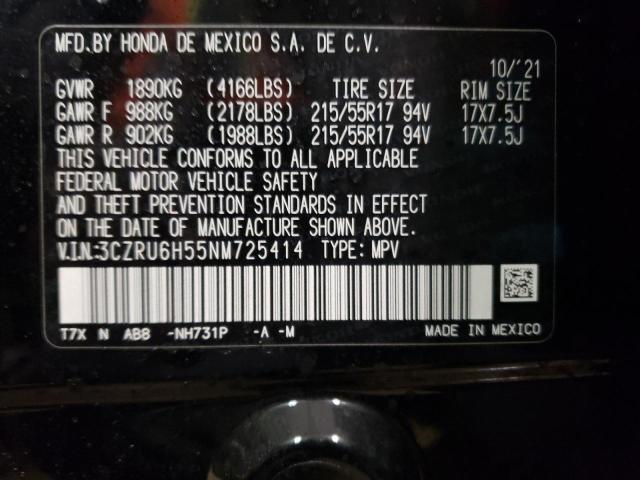 MFD.BY HONDA DE MEXICO S.A. DE C.V.
10/'21
GVWR 1890KG (4166LBS) TIRE SIZE RIM SIZE
GAWR F 988KG (2178LBS) 215/55R17 94V 17X7.5J
GAWR R 902KG (1988LBS) 215/55R17 94V 17X7.5J
THIS VEHICLE CONFORMS TO ALL APPLICABLE
FEDERAL MOTOR VEHICLE SAFETY
AND THEFT PREVENTION STANDARDS IN EFFECT
ON THE DATE OF MANUFACTURE SHOWN ABOVE.
V.I.N.:3CZRU6H55NM725414 TYPE: MPV
T7X N AB8 -NH731P -A -M MADE IN MEXICO